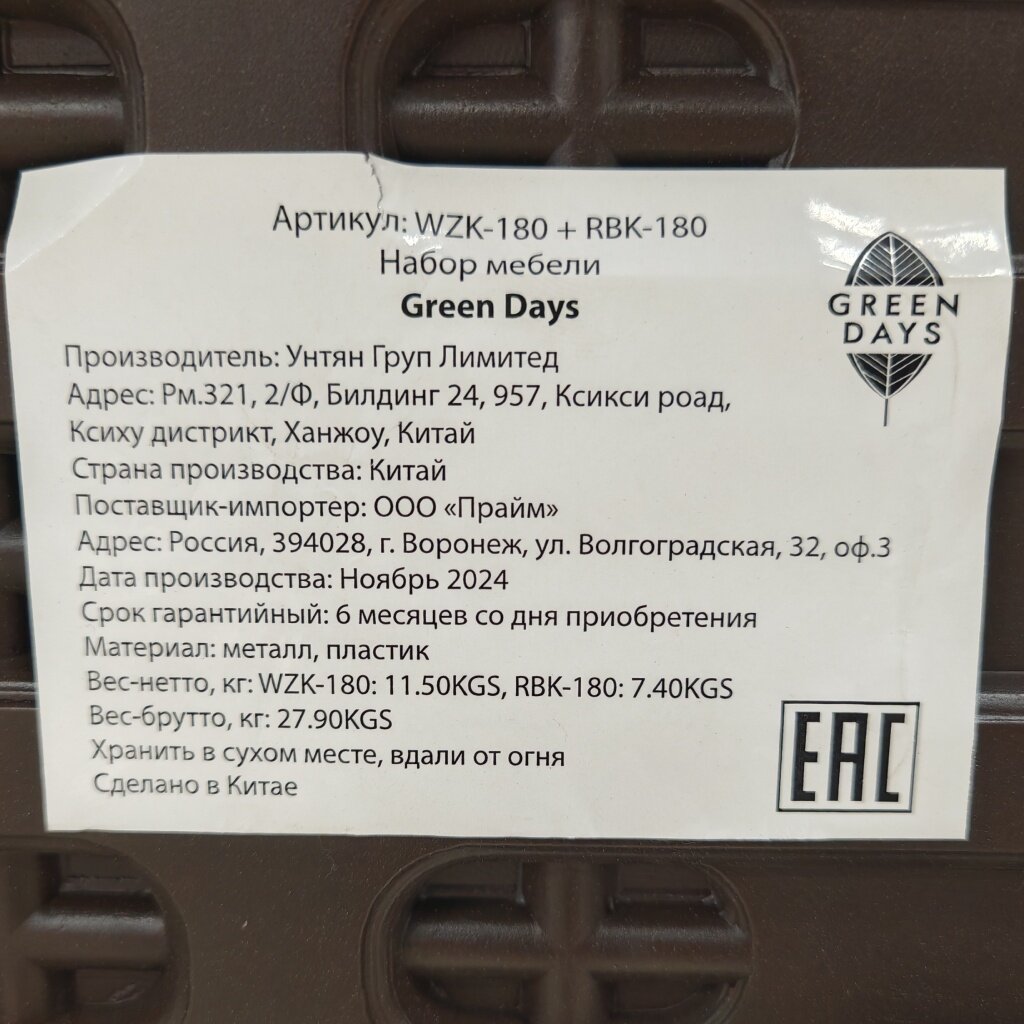 Артикул: WZK-180 + RBK-180
Набор мебели
Green Days
GREEN
DAYS
Производитель: Унтян Груп Лимитед
Адрес: Рм.321, 2/Ф, Билдинг 24, 957, Ксикси роад,
Ксиху дистрикт, Ханжоу, Китай
Страна производства: Китай
Поставщик-импортер: ООО «Прайм»
Адрес: Россия, 394028, г. Воронеж, ул. Волгоградская, 32, оф.3
Дата производства: Ноябрь 2024
Срок гарантийный: 6 месяцев со дня приобретения
Материал: металл, пластик
Вес-нетто, кг: WZK-180: 11.50KGS, RBK-180: 7.40KGS
Вес-брутто, кг: 27.90KGS
Хранить в сухом месте, вдали от огня
Сделано в Китае
EAC